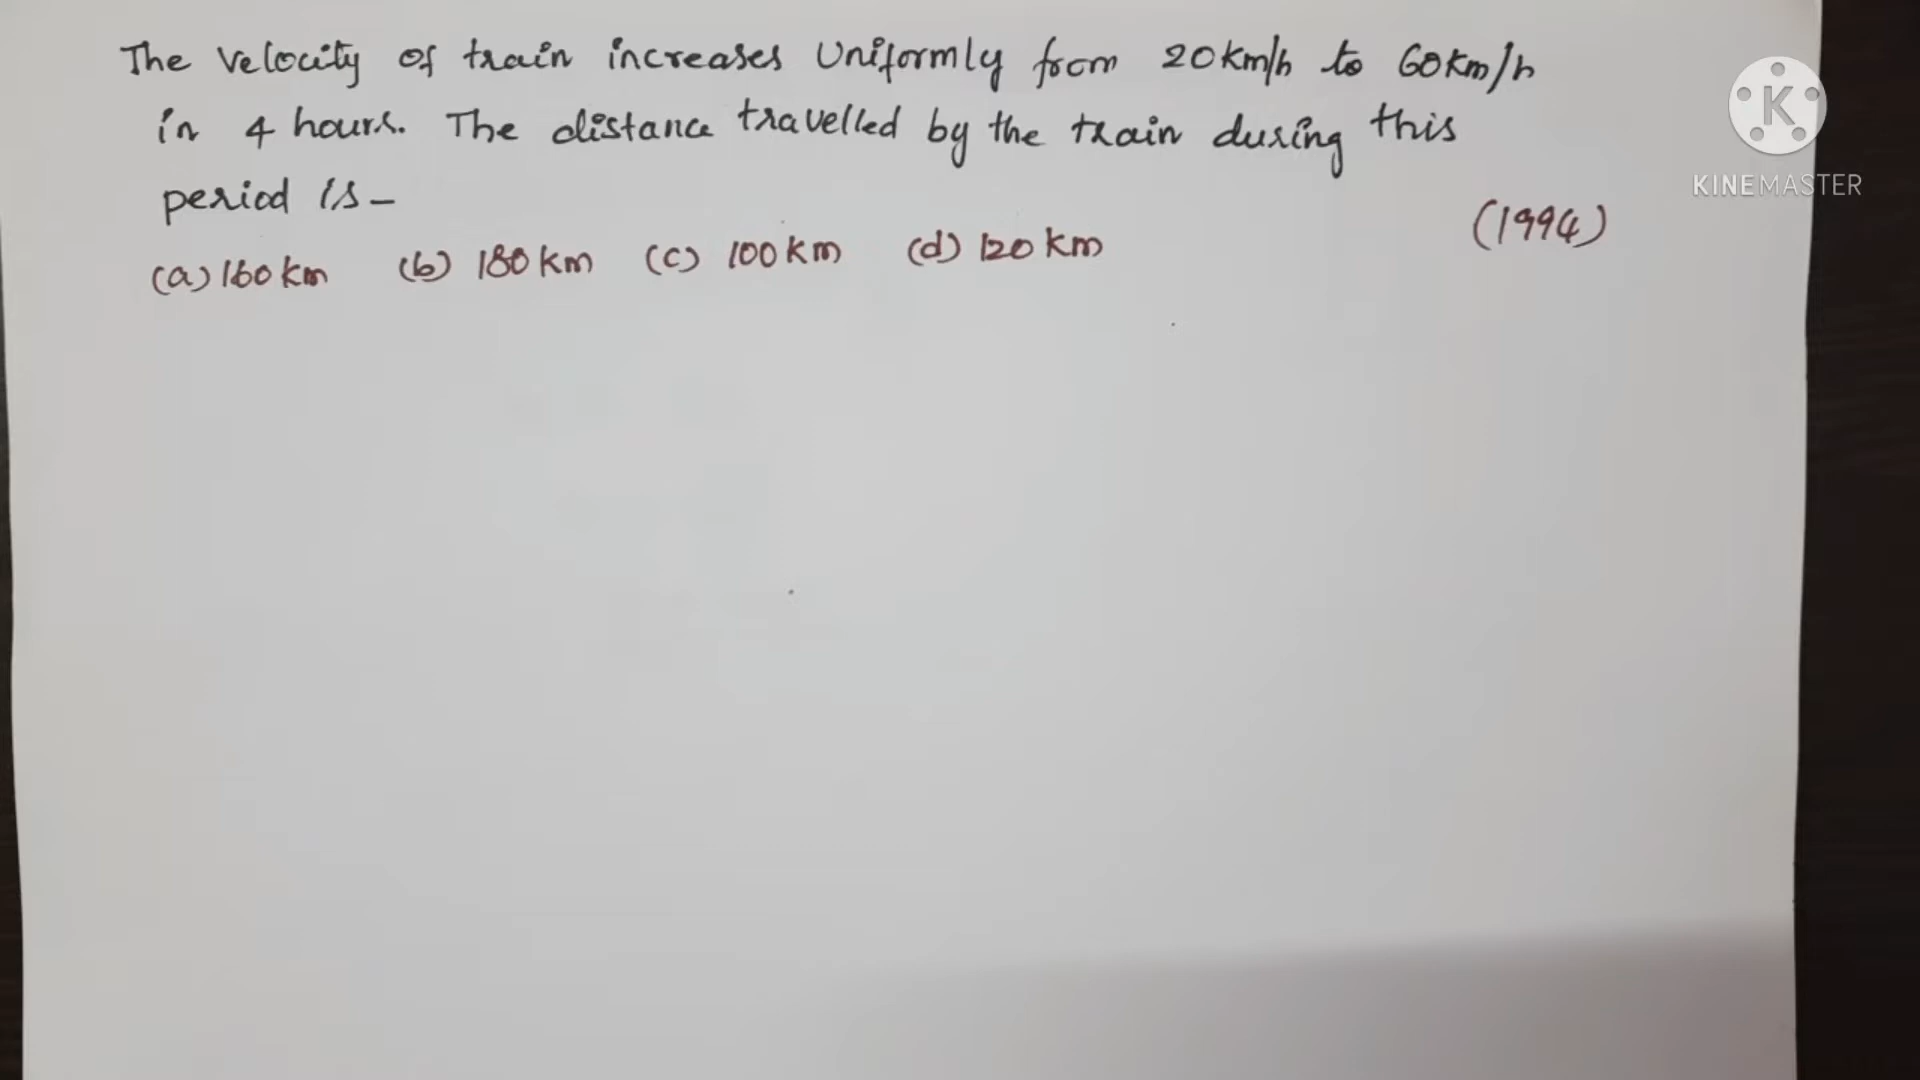 The velocity of train increases Uniformly from 20km/h to 60km/h
in 4 hours. The distance travelled by the train during this
period is-
(1994)
(a) 160 km (b) 180 km (c) 100 km (d) 120 km
K
KINEMASTER